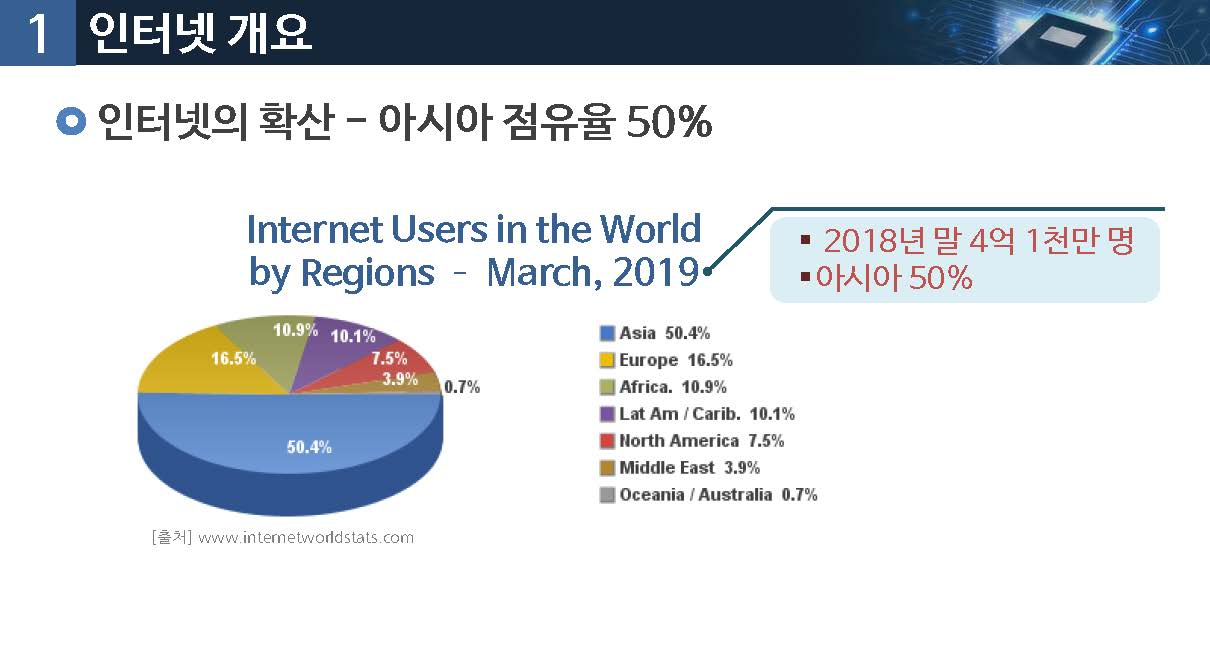 1 인터넷 개요
인터넷의 확산 – 아시아 점유율 50%
Internet Users in the World
by Regions - March, 2019
▪ 2018년 말 4억 1천만 명
▪아시아 50%
10.9%
10.1%
16.5%
7.5%
3.9%
0.7%
50.4%
Asia 50.4%
Europe 16.5%
Africa. 10.9%
Lat Am / Carib. 10.1%
North America 7.5%
Middle East 3.9%
Oceania / Australia 0.7%
[출처] www.internetworldstats.com